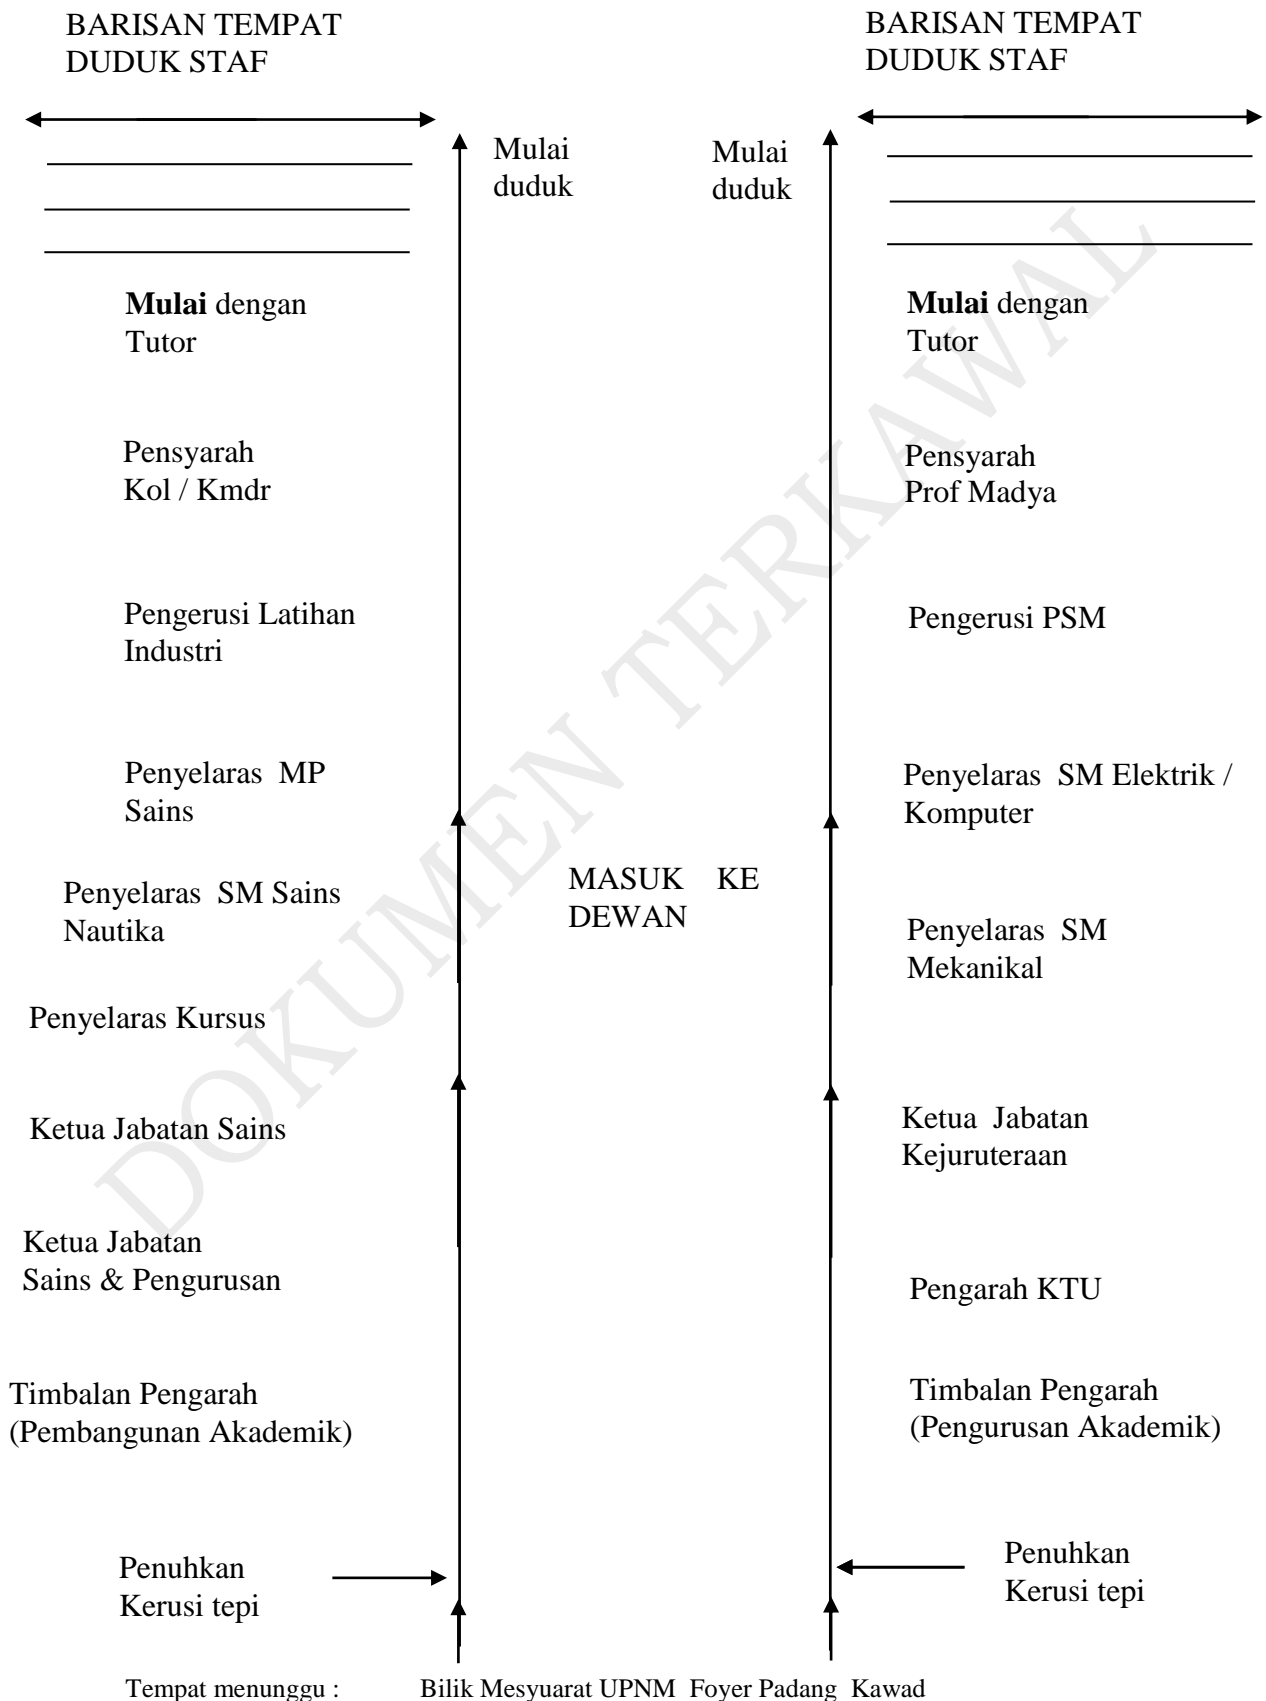 BARISAN TEMPAT
DUDUK STAF
BARISAN TEMPAT
DUDUK STAF
Mulai
duduk
Mulai
duduk
Mulai dengan
Tutor
Mulai dengan
Tutor
Pensyarah
Kol / Kmdr
Pensyarah
Prof Madya
Pengerusi Latihan
Industri
Pengerusi PSM
Penyelaras MP
Sains
Penyelaras SM Elektrik /
Komputer
MASUK KE
DEWAN
Penyelaras SM Sains
Nautika
Penyelaras SM
Mekanikal
Penyelaras Kursus
Ketua Jabatan Sains
Ketua Jabatan
Kejuruteraan
Ketua Jabatan
Sains & Pengurusan
Pengarah KTU
Timbalan Pengarah
(Pembangunan Akademik)
Timbalan Pengarah
(Pengurusan Akademik)
Penuhkan
Kerusi tepi
Penuhkan
Kerusi tepi
Tempat menunggu : Bilik Mesyuarat UPNM Foyer Padang Kawad
DOKUMEN TERKAWAL